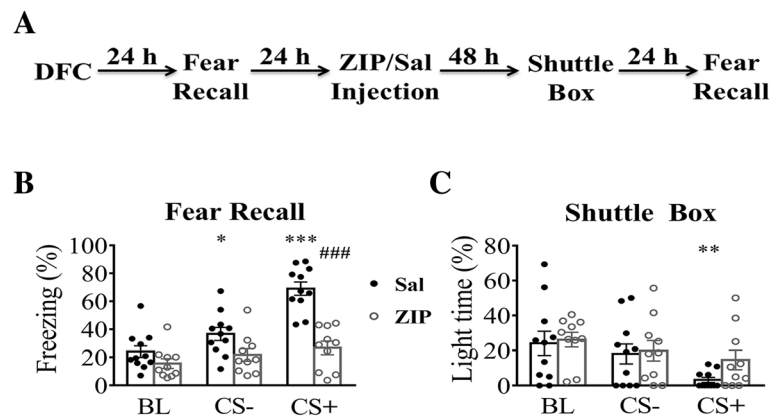 A
DFC 24 h Fear Recall 24 h ZIP/Sal Injection 48 h Shuttle Box 24 h Fear Recall
B
Fear Recall
Freezing (%)
100
80
60
40
20
0
* *** ###
BL CS- CS+
Sal
ZIP
C
Shuttle Box
Light time (%)
80
60
40
20
0
**
BL CS- CS+